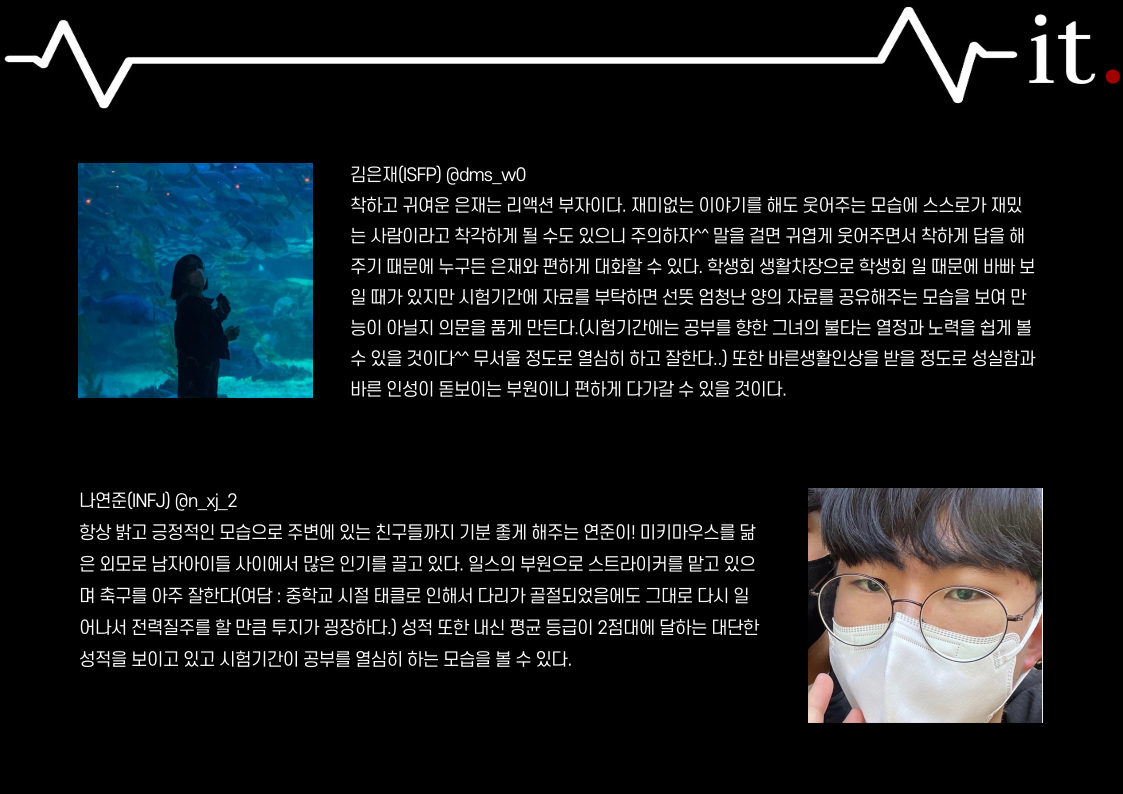 it.
김은재(ISFP) @dms_w0
착하고 귀여운 은재는 리액션 부자이다. 재미없는 이야기를 해도 웃어주는 모습에 스스로가 재밌
는 사람이라고 착각하게 될 수도 있으니 주의하자^^ 말을 걸면 귀엽게 웃어주면서 착하게 답을 해
주기 때문에 누구든 은재와 편하게 대화할 수 있다. 학생회 생활차장으로 학생회 일 때문에 바빠 보
일 때가 있지만 시험기간에 자료를 부탁하면 선뜻 엄청난 양의 자료를 공유해주는 모습을 보여 만
능이 아닐지 의문을 품게 만든다.(시험기간에는 공부를 향한 그녀의 불타는 열정과 노력을 쉽게 볼
수 있을 것이다^^ 무서울 정도로 열심히 하고 잘한다..) 또한 바른생활인상을 받을 정도로 성실함과
바른 인성이 돋보이는 부원이니 편하게 다가갈 수 있을 것이다.
나연준(INFJ) @n_xj_2
항상 밝고 긍정적인 모습으로 주변에 있는 친구들까지 기분 좋게 해주는 연준이! 미키마우스를 닮
은 외모로 남자아이들 사이에서 많은 인기를 끌고 있다. 일스의 부원으로 스트라이커를 맡고 있으
며 축구를 아주 잘한다(여담 : 중학교 시절 태클로 인해서 다리가 골절되었음에도 그대로 다시 일
어나서 전력질주를 할 만큼 투지가 굉장하다.) 성적 또한 내신 평균 등급이 2점대에 달하는 대단한
성적을 보이고 있고 시험기간이 공부를 열심히 하는 모습을 볼 수 있다.